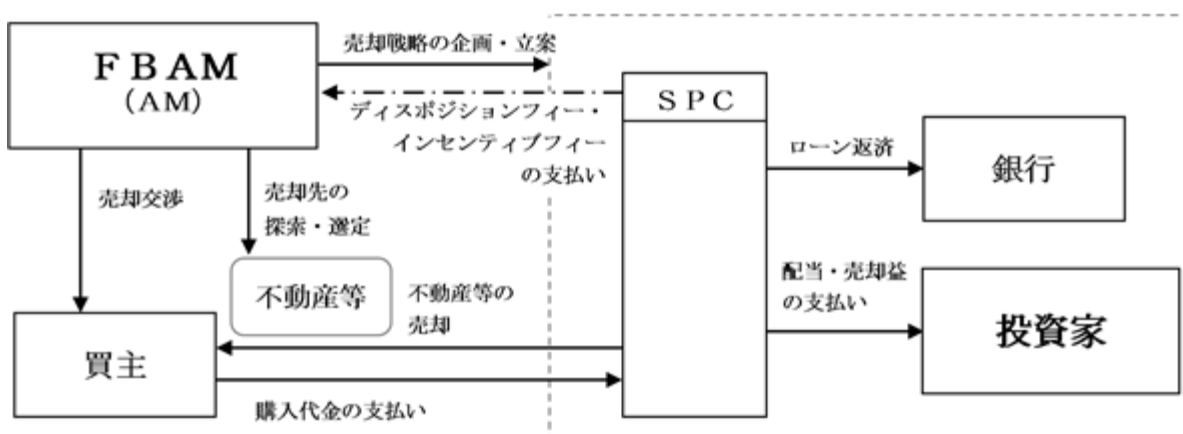 FBAM
(AM)
売却戦略の企画・立案
ディスポジションフィー・
インセンティブフィー
の支払い
SPC
ローン返済
銀行
売却交渉
売却先の
探索・選定
不動産等
不動産等の
売却
配当・売却益
の支払い
投資家
買主
購入代金の支払い